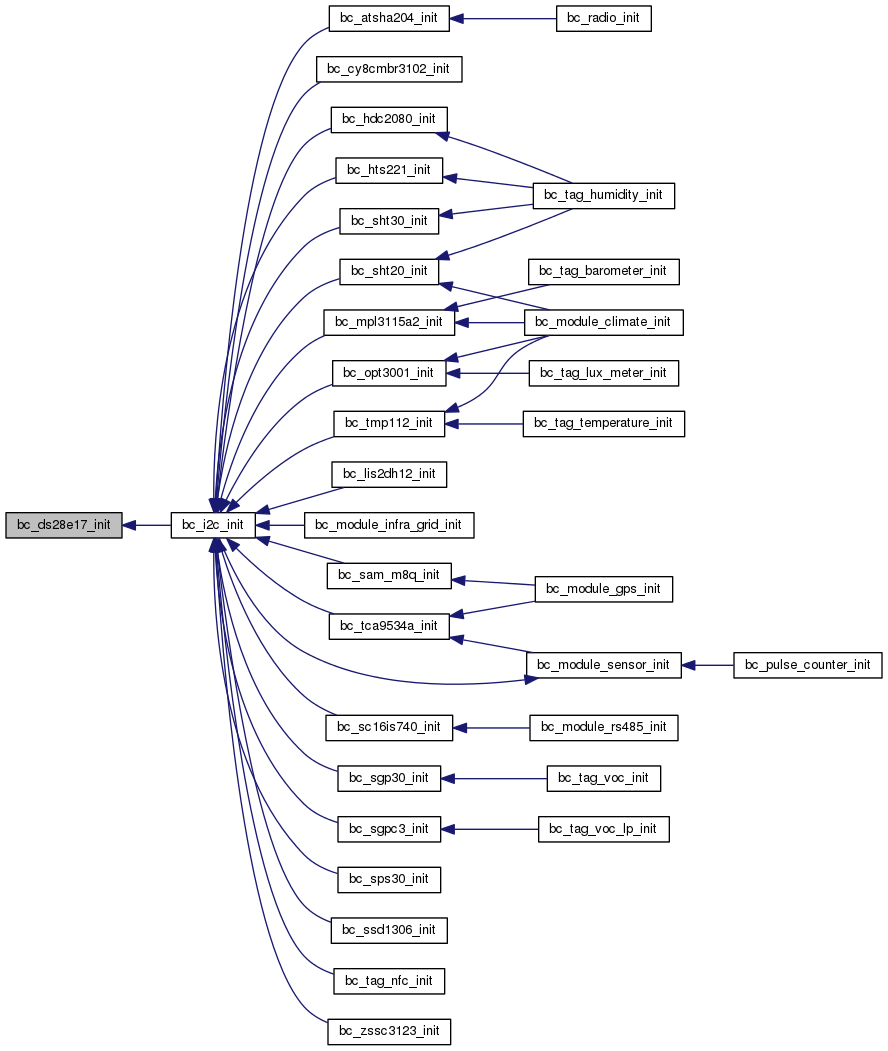 bc_atsha204_init
bc_radio_init
bc_cy8cmbr3102_init
bc_hdc2080_init
bc_hts221_init
bc_tag_humidity_init
bc_sht30_init
bc_sht20_init
bc_tag_barometer_init
bc_mpl3115a2_init
bc_module_climate_init
bc_opt3001_init
bc_tag_lux_meter_init
bc_tmp112_init
bc_tag_temperature_init
bc_lis2dh12_init
bc_ds28e17_init
bc_i2c_init
bc_module_infra_grid_init
bc_sam_m8q_init
bc_module_gps_init
bc_tca9534a_init
bc_module_sensor_init
bc_pulse_counter_init
bc_sc16is740_init
bc_module_rs485_init
bc_sgp30_init
bc_tag_voc_init
bc_sgpc3_init
bc_tag_voc_lp_init
bc_sps30_init
bc_ssd1306_init
bc_tag_nfc_init
bc_zssc3123_init